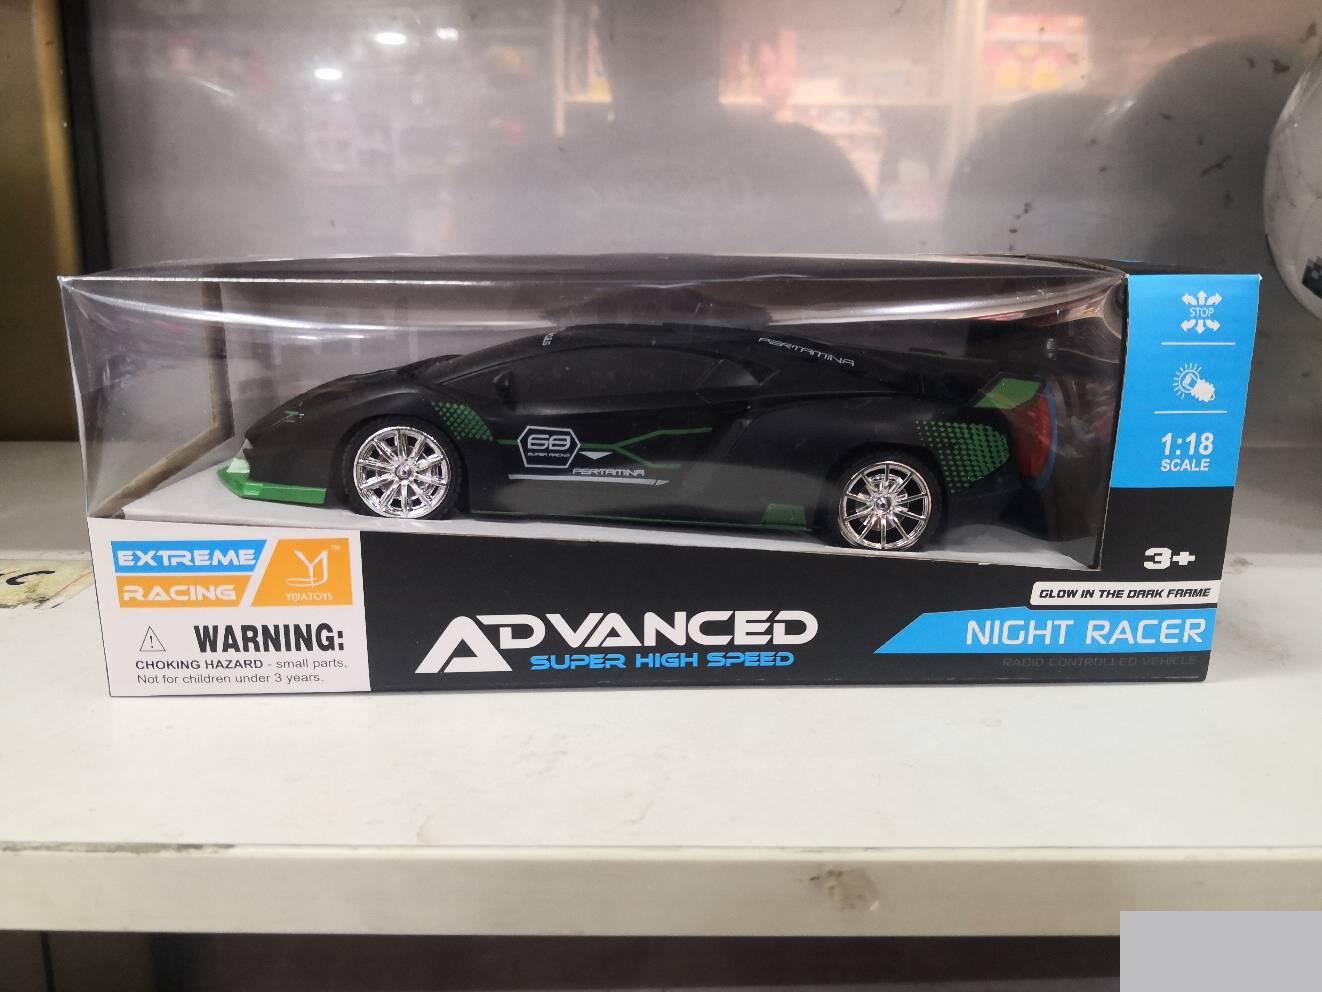 STOP
1:18
SCALE
PERTAMINA
68
SUPER RACING
PERTAMINA
3+
GLOW IN THE DARK FRAME
NIGHT RACER
RADIO CONTROLLED VEHICLE
ADVANCED
SUPER HIGH SPEED
EXTREME
RACING
YIJIATOYS
TM
WARNING:
CHOKING HAZARD - small parts,
Not for children under 3 years.